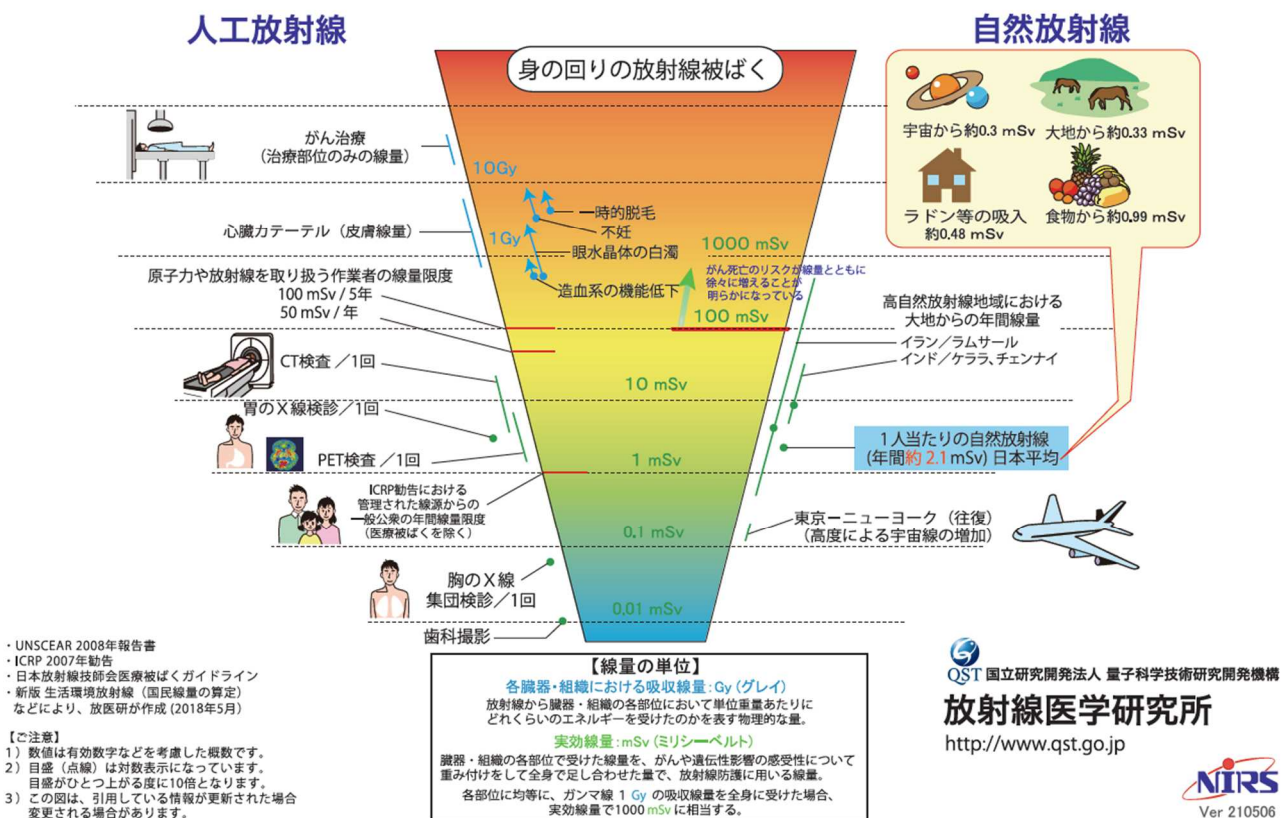 人工放射線
自然放射線
身の回りの放射線被ばく
がん治療
(治療部位のみの線量)
10Gy
心臓カテーテル（皮膚線量）
1Gy
一時的脱毛
不妊
眼水晶体の白濁
造血系の機能低下
1000 mSv
がん死亡のリスクが線量とともに
徐々に増えることが
明らかになっている
100 mSv
原子力や放射線を取り扱う作業者の線量限度
100 mSv / 5年
50 mSv / 年
CT検査 ／1回
10 mSv
胃のX線検診／1回
PET検査 ／1回
1 mSv
ICRP勧告における
管理された線源からの
一般公衆の年間線量限度
(医療被ばくを除く)
0.1 mSv
胸のX線
集団検診／1回
0.01 mSv
歯科撮影
宇宙から約0.3 mSv
大地から約0.33 mSv
ラドン等の吸入
約0.48 mSv
食物から約0.99 mSv
高自然放射線地域における
大地からの年間線量
イラン／ラムサール
インド／ケララ、チェンナイ
1人当たりの自然放射線
(年間約 2.1mSv) 日本平均
東京ーニューヨーク（往復）
(高度による宇宙線の増加)
・UNSCEAR 2008年報告書
・ICRP 2007年勧告
・日本放射線技師会医療被ばくガイドライン
・新版 生活環境放射線（国民線量の算定）
などにより、放医研が作成 (2018年5月)
【ご注意】
1）数値は有効数字などを考慮した概数です。
2）目盛（点線）は対数表示になっています。
目盛がひとつ上がる度に10倍となります。
3）この図は、引用している情報が更新された場合
変更される場合があります。
【線量の単位】
各臓器・組織における吸収線量：Gy（グレイ）
放射線から臓器・組織の各部位において単位重量あたりに
どれくらいのエネルギーを受けたのかを表す物理的な量。
実効線量：mSv（ミリシーベルト）
臓器・組織の各部位で受けた線量を、がんや遺伝性影響の感受性について
重み付けをして全身で足し合わせた量で、放射線防護に用いる線量。
各部位に均等に、ガンマ線 1 Gy の吸収線量を全身に受けた場合、
実効線量で1000 mSv に相当する。
QST 国立研究開発法人 量子科学技術研究開発機構
放射線医学研究所
http://www.qst.go.jp
NIRS
Ver 210506